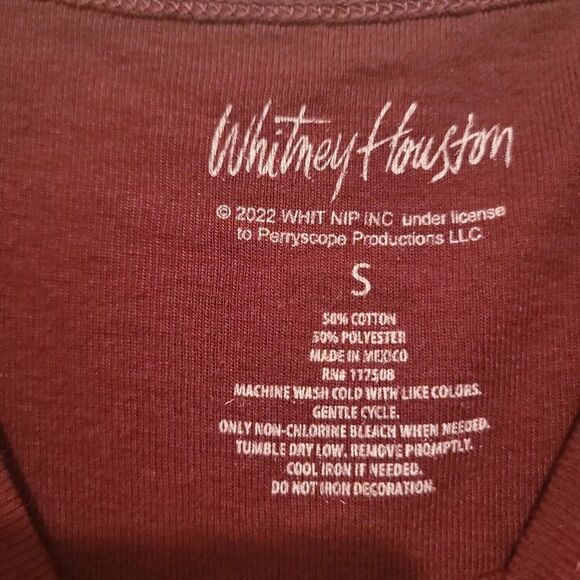 Whitney Houston
© 2022 WHIT NIP INC under license
to Perryscope Productions LLC.
S
50% COTTON
50% POLYESTER
MADE IN MEXICO
RN# 117508
MACHINE WASH COLD WITH LIKE COLORS.
GENTLE CYCLE.
ONLY NON-CHLORINE BLEACH WHEN NEEDED.
TUMBLE DRY LOW. REMOVE PROMPTLY.
COOL IRON IF NEEDED.
DO NOT IRON DECORATION.